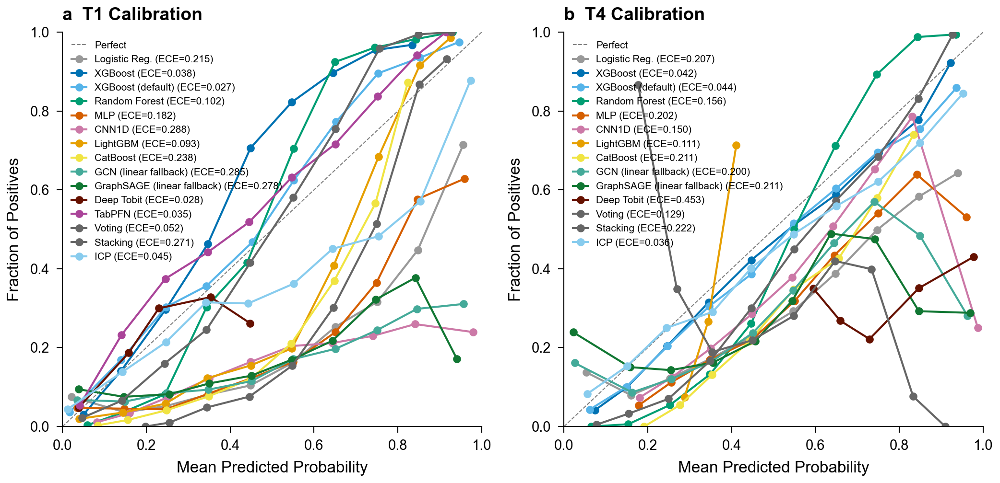 a T1 Calibration
1.0
0.8
0.6
0.4
0.2
0.0
Fraction of Positives
Perfect
Logistic Reg. (ECE=0.215)
XGBoost (ECE=0.038)
XGBoost (default) (ECE=0.027)
Random Forest (ECE=0.102)
MLP (ECE=0.182)
CNN1D (ECE=0.288)
LightGBM (ECE=0.093)
CatBoost (ECE=0.238)
GCN (linear fallback) (ECE=0.285)
GraphSAGE (linear fallback) (ECE=0.278)
Deep Tobit (ECE=0.028)
TabPFN (ECE=0.035)
Voting (ECE=0.052)
Stacking (ECE=0.271)
ICP (ECE=0.045)
0.0 0.2 0.4 0.6 0.8 1.0
Mean Predicted Probability
b T4 Calibration
1.0
0.8
0.6
0.4
0.2
0.0
Fraction of Positives
Perfect
Logistic Reg. (ECE=0.207)
XGBoost (ECE=0.042)
XGBoost (default) (ECE=0.044)
Random Forest (ECE=0.156)
MLP (ECE=0.202)
CNN1D (ECE=0.150)
LightGBM (ECE=0.111)
CatBoost (ECE=0.211)
GCN (linear fallback) (ECE=0.200)
GraphSAGE (linear fallback) (ECE=0.211)
Deep Tobit (ECE=0.453)
Voting (ECE=0.129)
Stacking (ECE=0.222)
ICP (ECE=0.036)
0.0 0.2 0.4 0.6 0.8 1.0
Mean Predicted Probability